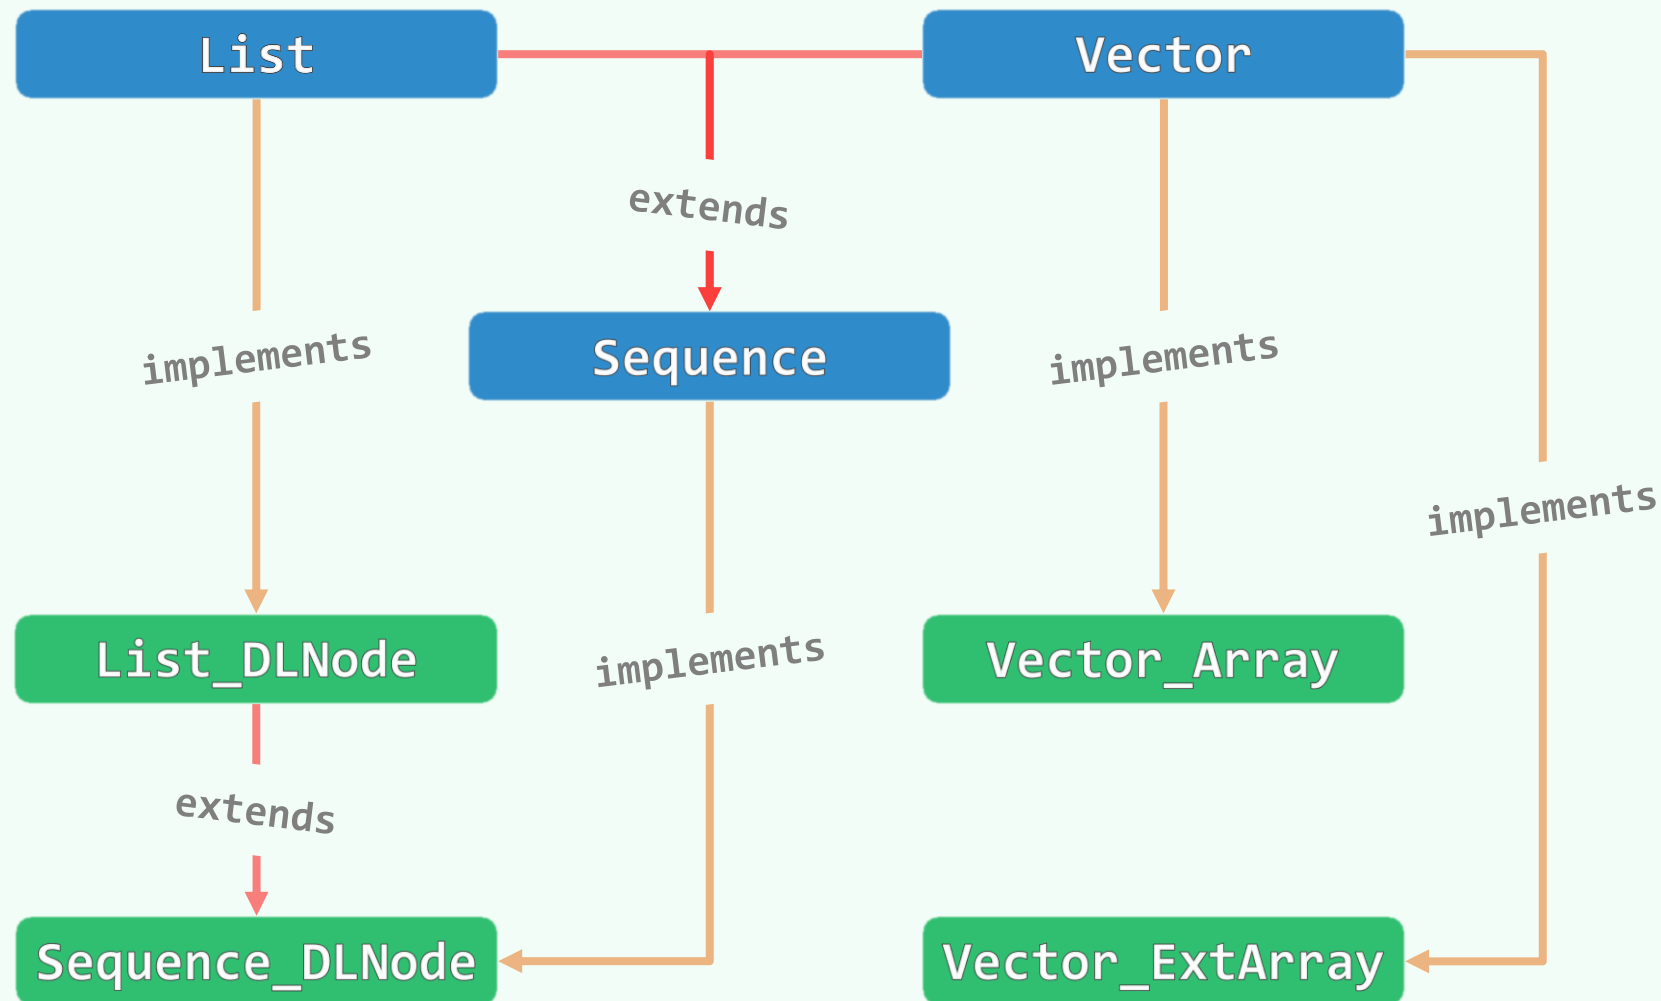 List
Vector
extends
implements
Sequence
implements
implements
List_DLNode
implements
Vector_Array
extends
Sequence_DLNode
Vector_ExtArray